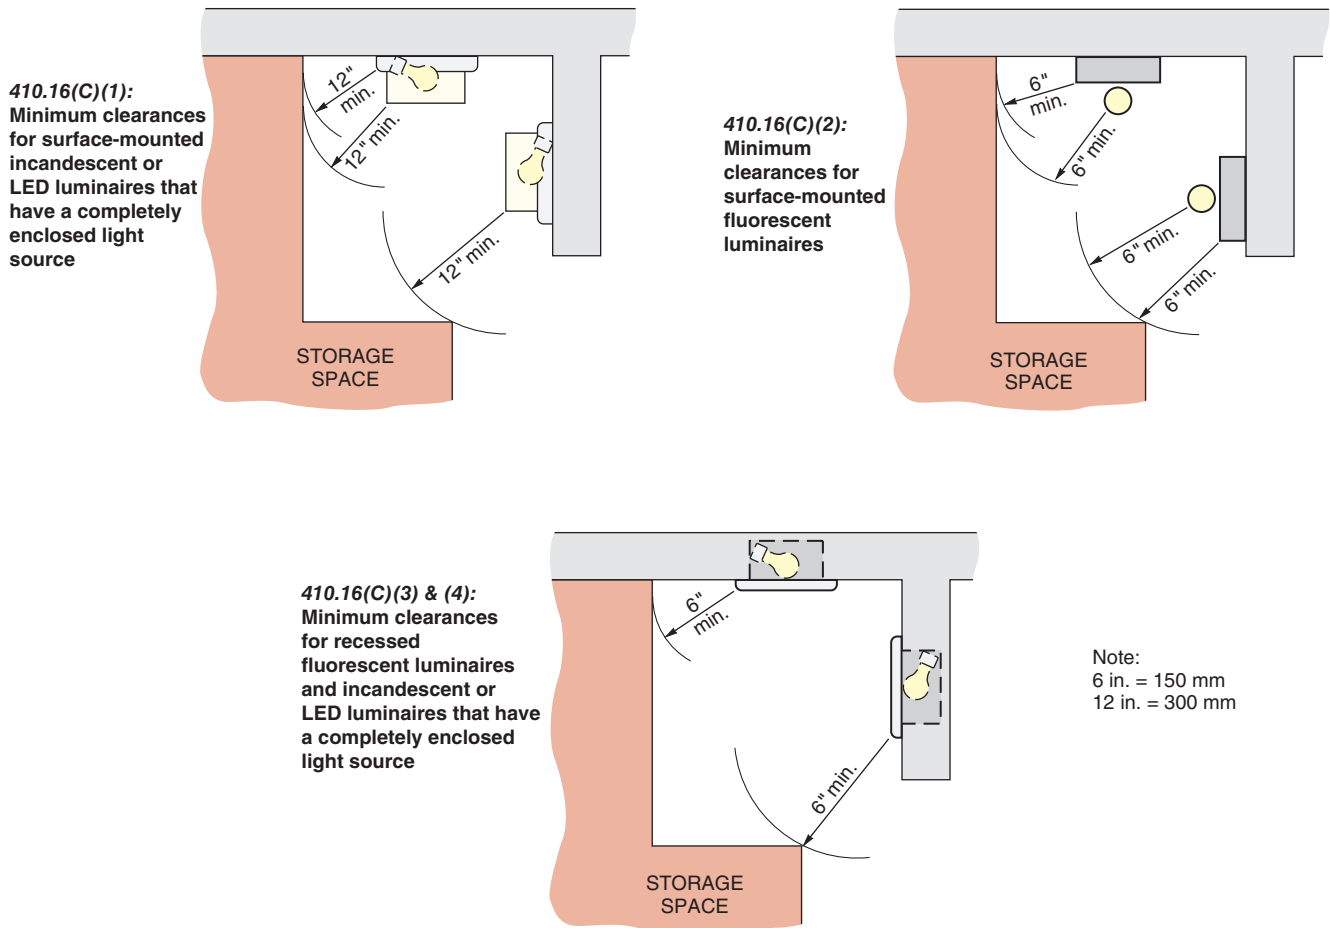 410.16(C)(1):
Minimum clearances
for surface-mounted
incandescent or
LED luminaires that
have a completely
enclosed light
source
12"
min.
12" min.
12" min.
STORAGE
SPACE
410.16(C)(2):
Minimum
clearances for
surface-mounted
fluorescent
luminaires
6"
min.
6" min.
6" min.
6" min.
STORAGE
SPACE
410.16(C)(3) & (4):
Minimum clearances
for recessed
fluorescent luminaires
and incandescent or
LED luminaires that have
a completely enclosed
light source
6"
min.
6" min.
STORAGE
SPACE
Note:
6 in. = 150 mm
12 in. = 300 mm